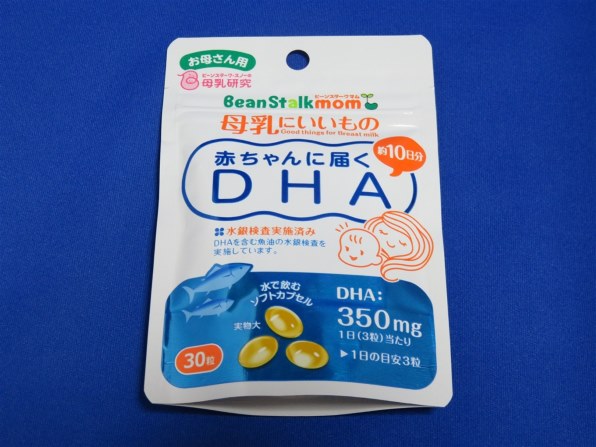 お母さん用
ビーンスターク・スノー
母乳研究
ビーンスタークマム
BeanStalkmom
母乳にいいもの
Good things for Breast milk
約10日分
赤ちゃんに届く
DHA
水銀検査実施済み
DHAを含む魚油の水銀検査を
実施しています。
水で飲む
ソフトカプセル
実物大
30粒
DHA:
350mg
1日(3粒)当たり
▶1日の目安3粒